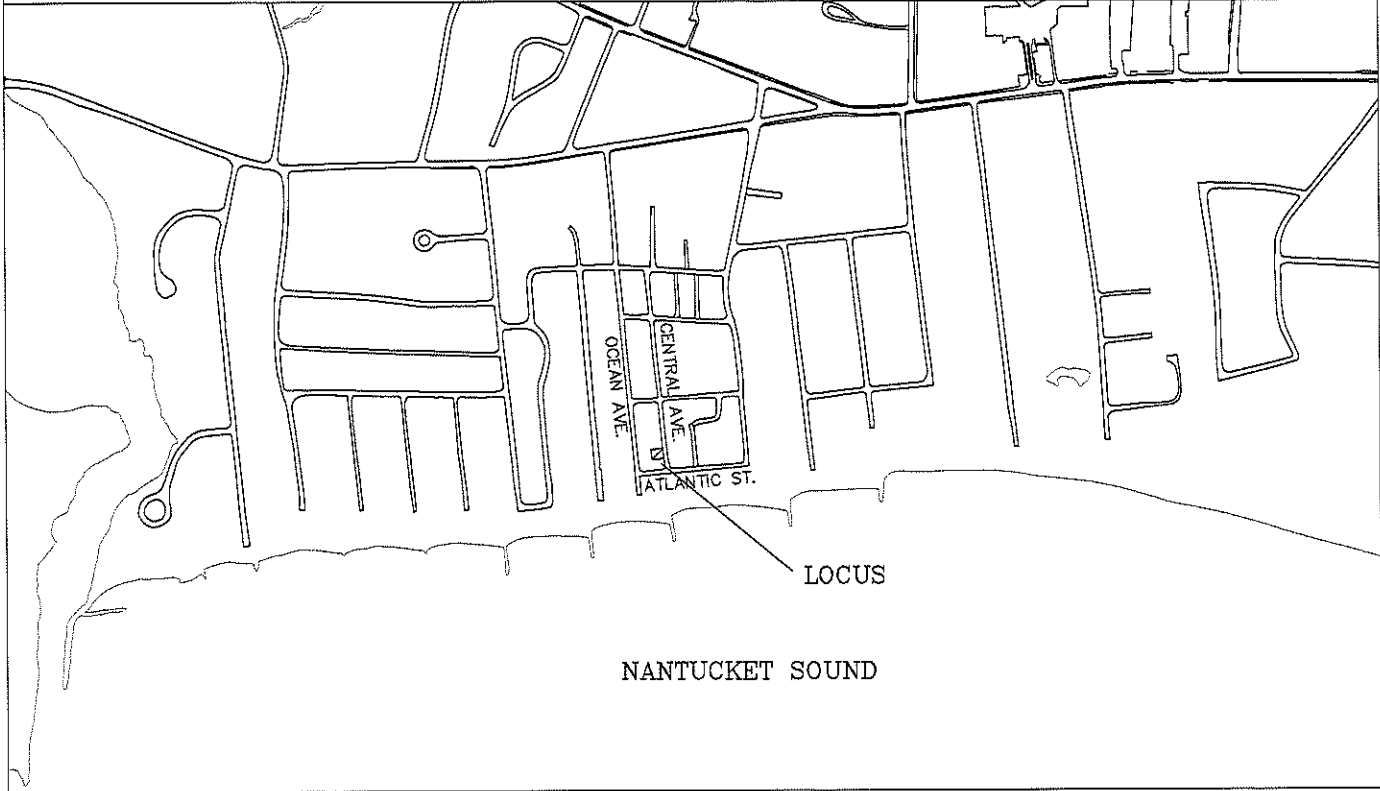 CENTRAL AVE.
OCEAN AVE.
ATLANTIC ST.
LOCUS
NANTUCKET SOUND